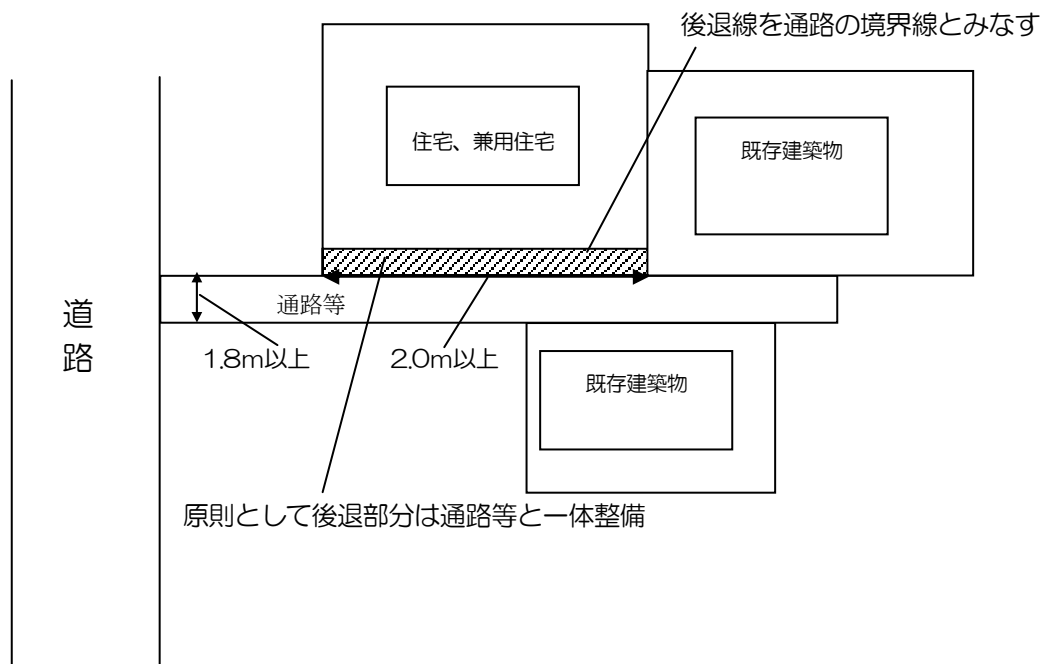 後退線を通路の境界線とみなす
住宅、兼用住宅
既存建築物
道路
通路等
1.8m以上
2.0m以上
既存建築物
原則として後退部分は通路等と一体整備